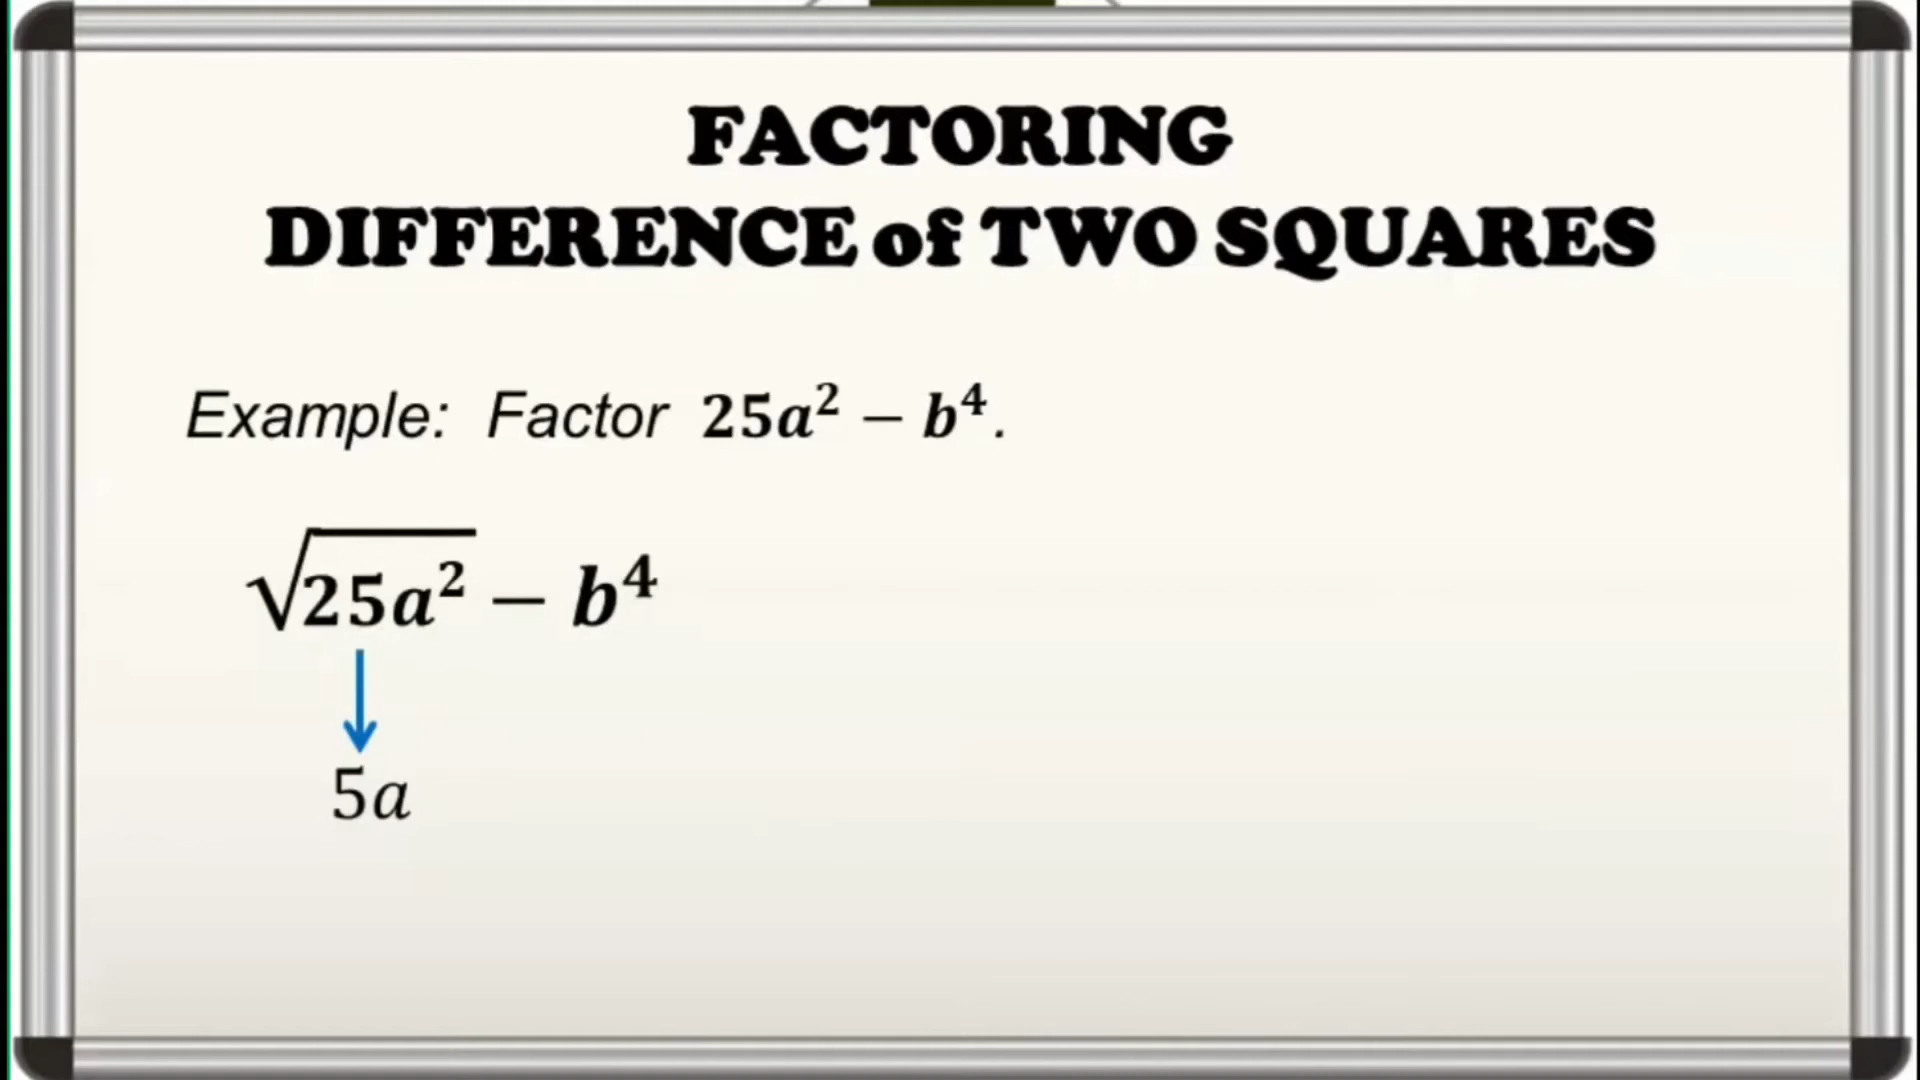 FACTORING
DIFFERENCE of TWO SQUARES
Example: Factor 25a² − b⁴.
√25a² − b⁴
5a